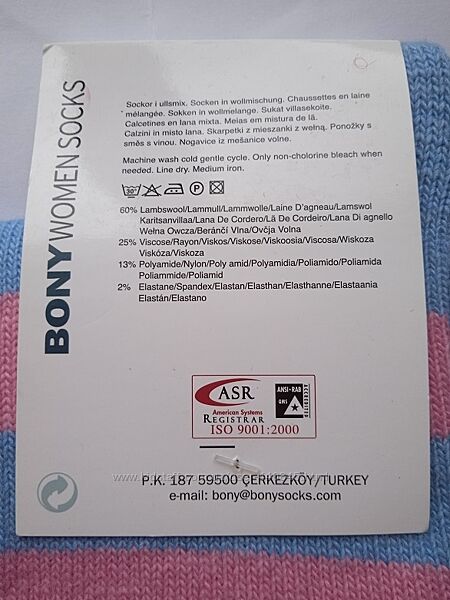 BONY WOMEN SOCKS
Sockor i ullsmix. Socken in wollmischung. Chaussettes en laine
mélangée. Sokken in wollmelange. Sukat villasekoite.
Calcetines en lana mixta. Meias em mistura de lã.
Calzini in misto lana. Skarpetki z mieszanki z wełną. Ponožky s
směs s vinou. Nogavice iz mešanice volne.
Machine wash cold gentle cycle. Only non-cholorine bleach when
needed. Line dry. Medium iron.
30° P
60% Lambswool/Lammull/Lammwolle/Laine D'agneau/Lamswol
Karitsanvillaa/Lana De Cordero/Lã De Cordeiro/Lana Di agnello
Wełna Owcza/Beránčí Vlna/Ovčja Volna
25% Viscose/Rayon/Viskos/Viskose/Viskoosia/Viscosa/Wiskoza
Viskóza/Viskoza
13% Polyamide/Nylon/Poly amid/Polyamidia/Poliamido/Poliamida
Poliammide/Poliamid
2% Elastane/Spandex/Elastan/Elasthan/Elasthanne/Elastaania
Elastán/Elastano
ASR
American Systems
REGISTRAR
ISO 9001:2000
ANSI-RAB
QMS
ACCREDITED
P.K. 187 59500 ÇERKEZKÖY/TURKEY
e-mail: bony@bonysocks.com